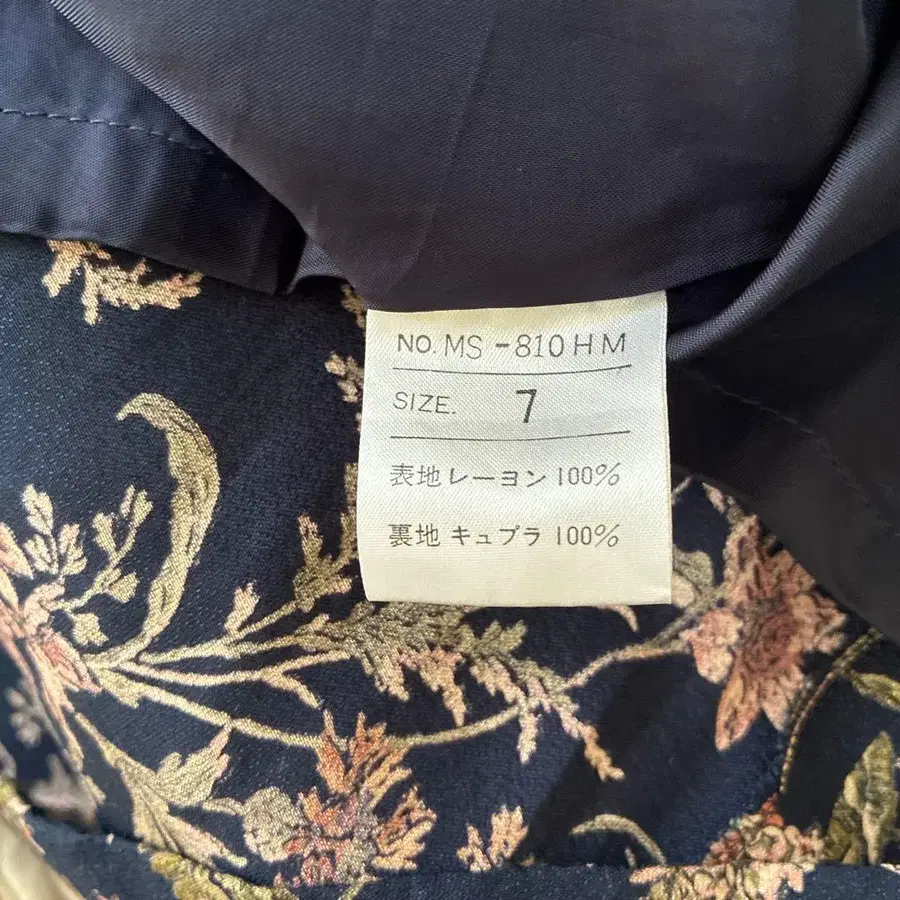 NO. MS -810 H M
SIZE. 7
表地 レーヨン 100%
裏地 キュプラ 100%